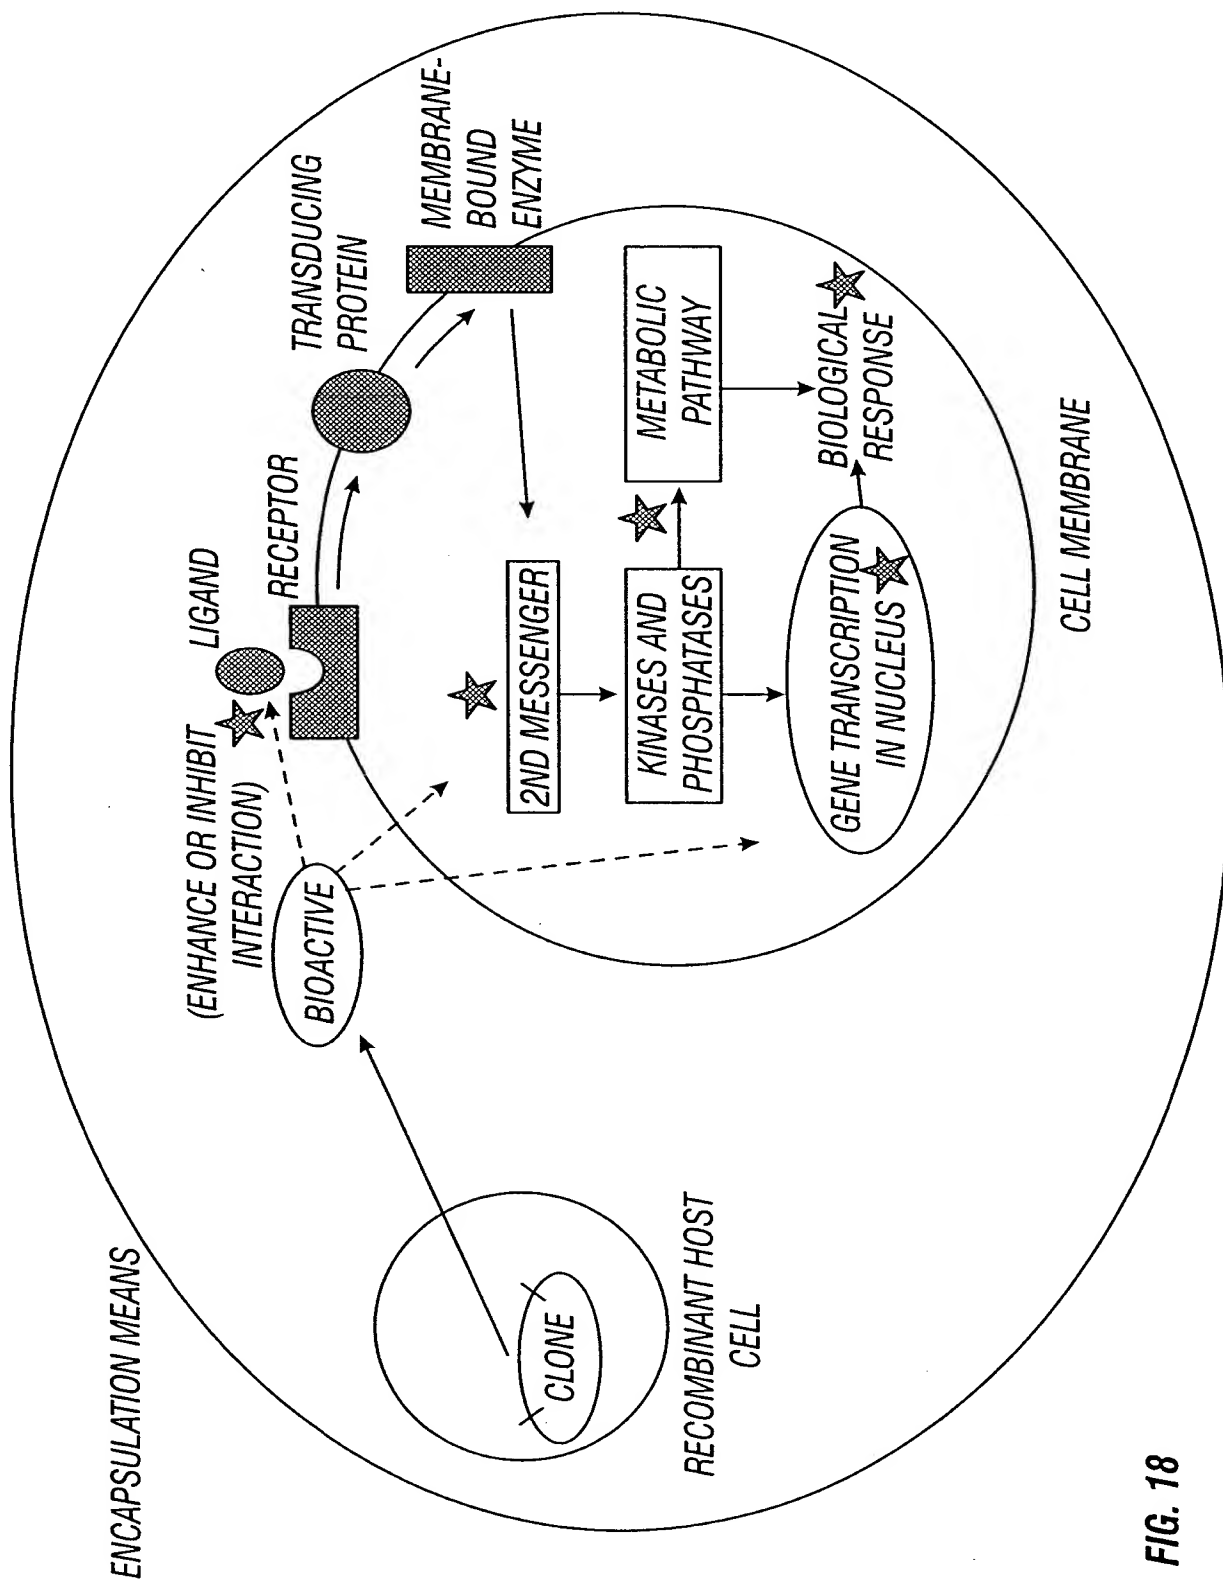 ENCAPSULATION MEANS
(ENHANCE OR INHIBIT
INTERACTION)
LIGAND
RECEPTOR
TRANSDUCING
PROTEIN
MEMBRANE-
BOUND
ENZYME
BIOACTIVE
2ND MESSENGER
KINASES AND
PHOSPHATASES
METABOLIC
PATHWAY
GENE TRANSCRIPTION
IN NUCLEUS
BIOLOGICAL
RESPONSE
CLONE
RECOMBINANT HOST
CELL
CELL MEMBRANE
FIG. 18